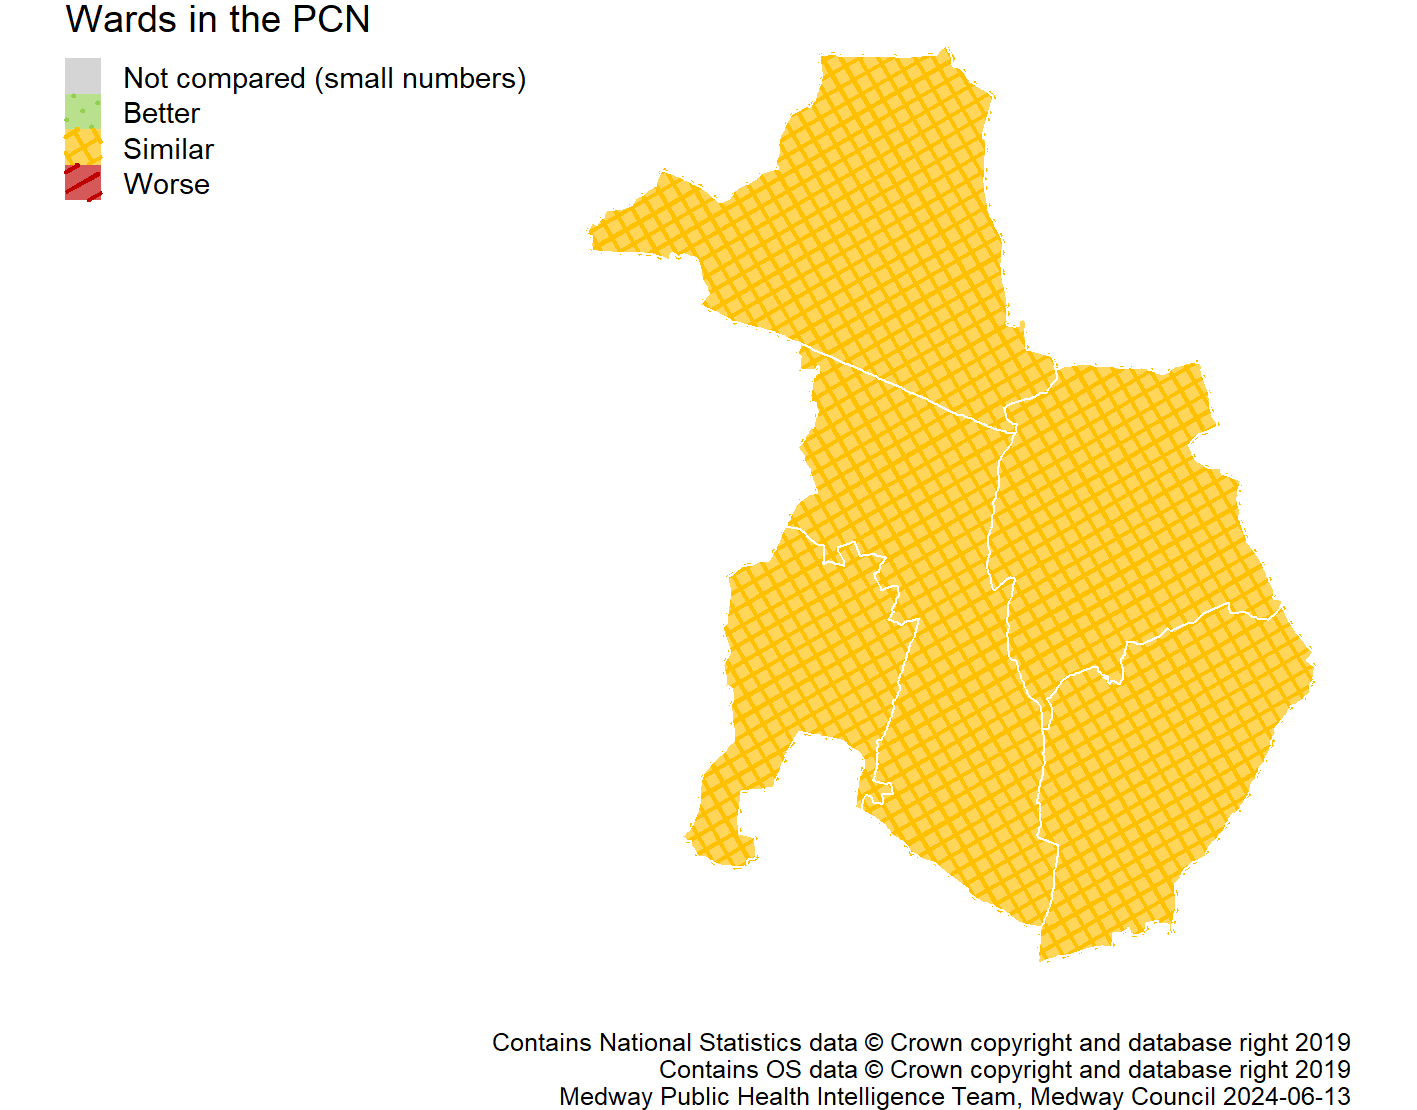 Wards in the PCN
Not compared (small numbers)
Better
Similar
Worse
Contains National Statistics data © Crown copyright and database right 2019
Contains OS data © Crown copyright and database right 2019
Medway Public Health Intelligence Team, Medway Council 2024-06-13